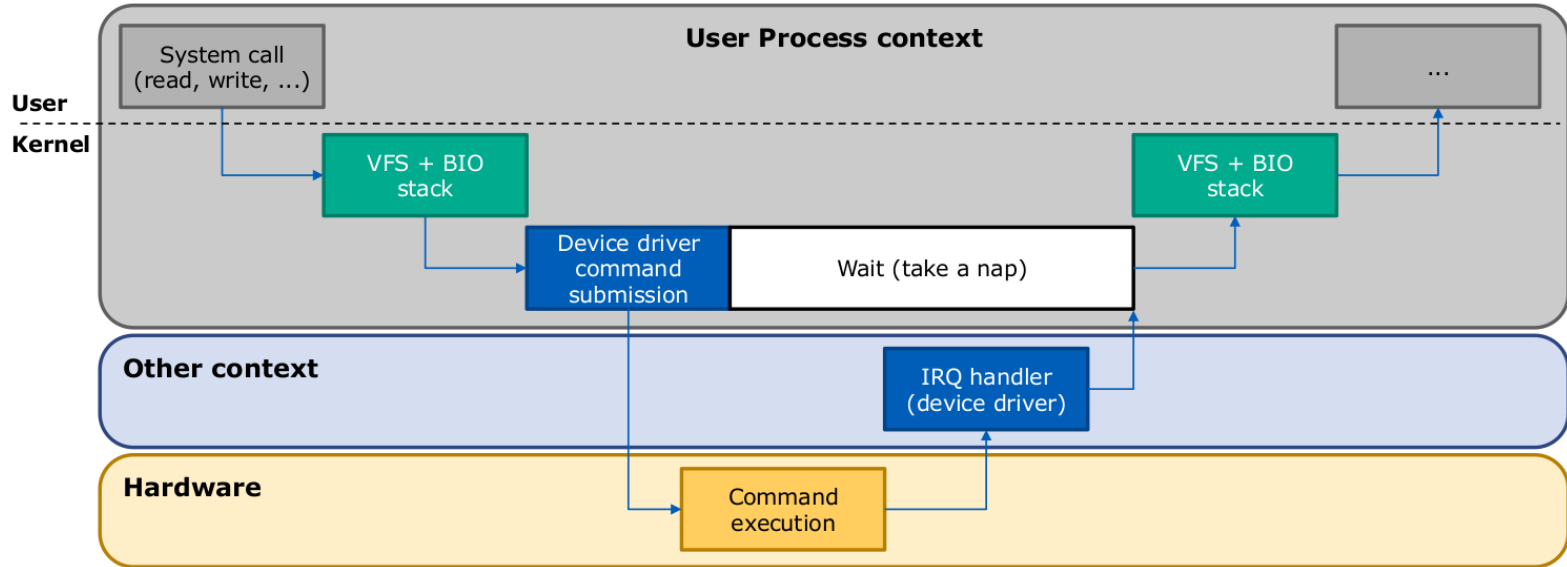 User Process context
System call
(read, write, ...)
...
User
Kernel
VFS + BIO
stack
VFS + BIO
stack
Device driver
command
submission
Wait (take a nap)
Other context
IRQ handler
(device driver)
Hardware
Command
execution